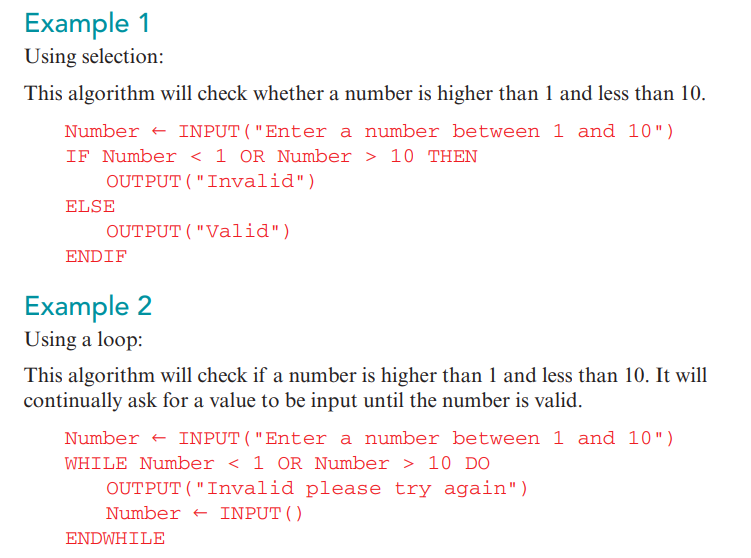 Example 1
Using selection:
This algorithm will check whether a number is higher than 1 and less than 10.
Number ← INPUT("Enter a number between 1 and 10")
IF Number < 1 OR Number > 10 THEN
OUTPUT("Invalid")
ELSE
OUTPUT("Valid")
ENDIF
Example 2
Using a loop:
This algorithm will check if a number is higher than 1 and less than 10. It will
continually ask for a value to be input until the number is valid.
Number ← INPUT("Enter a number between 1 and 10")
WHILE Number < 1 OR Number > 10 DO
OUTPUT("Invalid please try again")
Number ← INPUT()
ENDWHILE